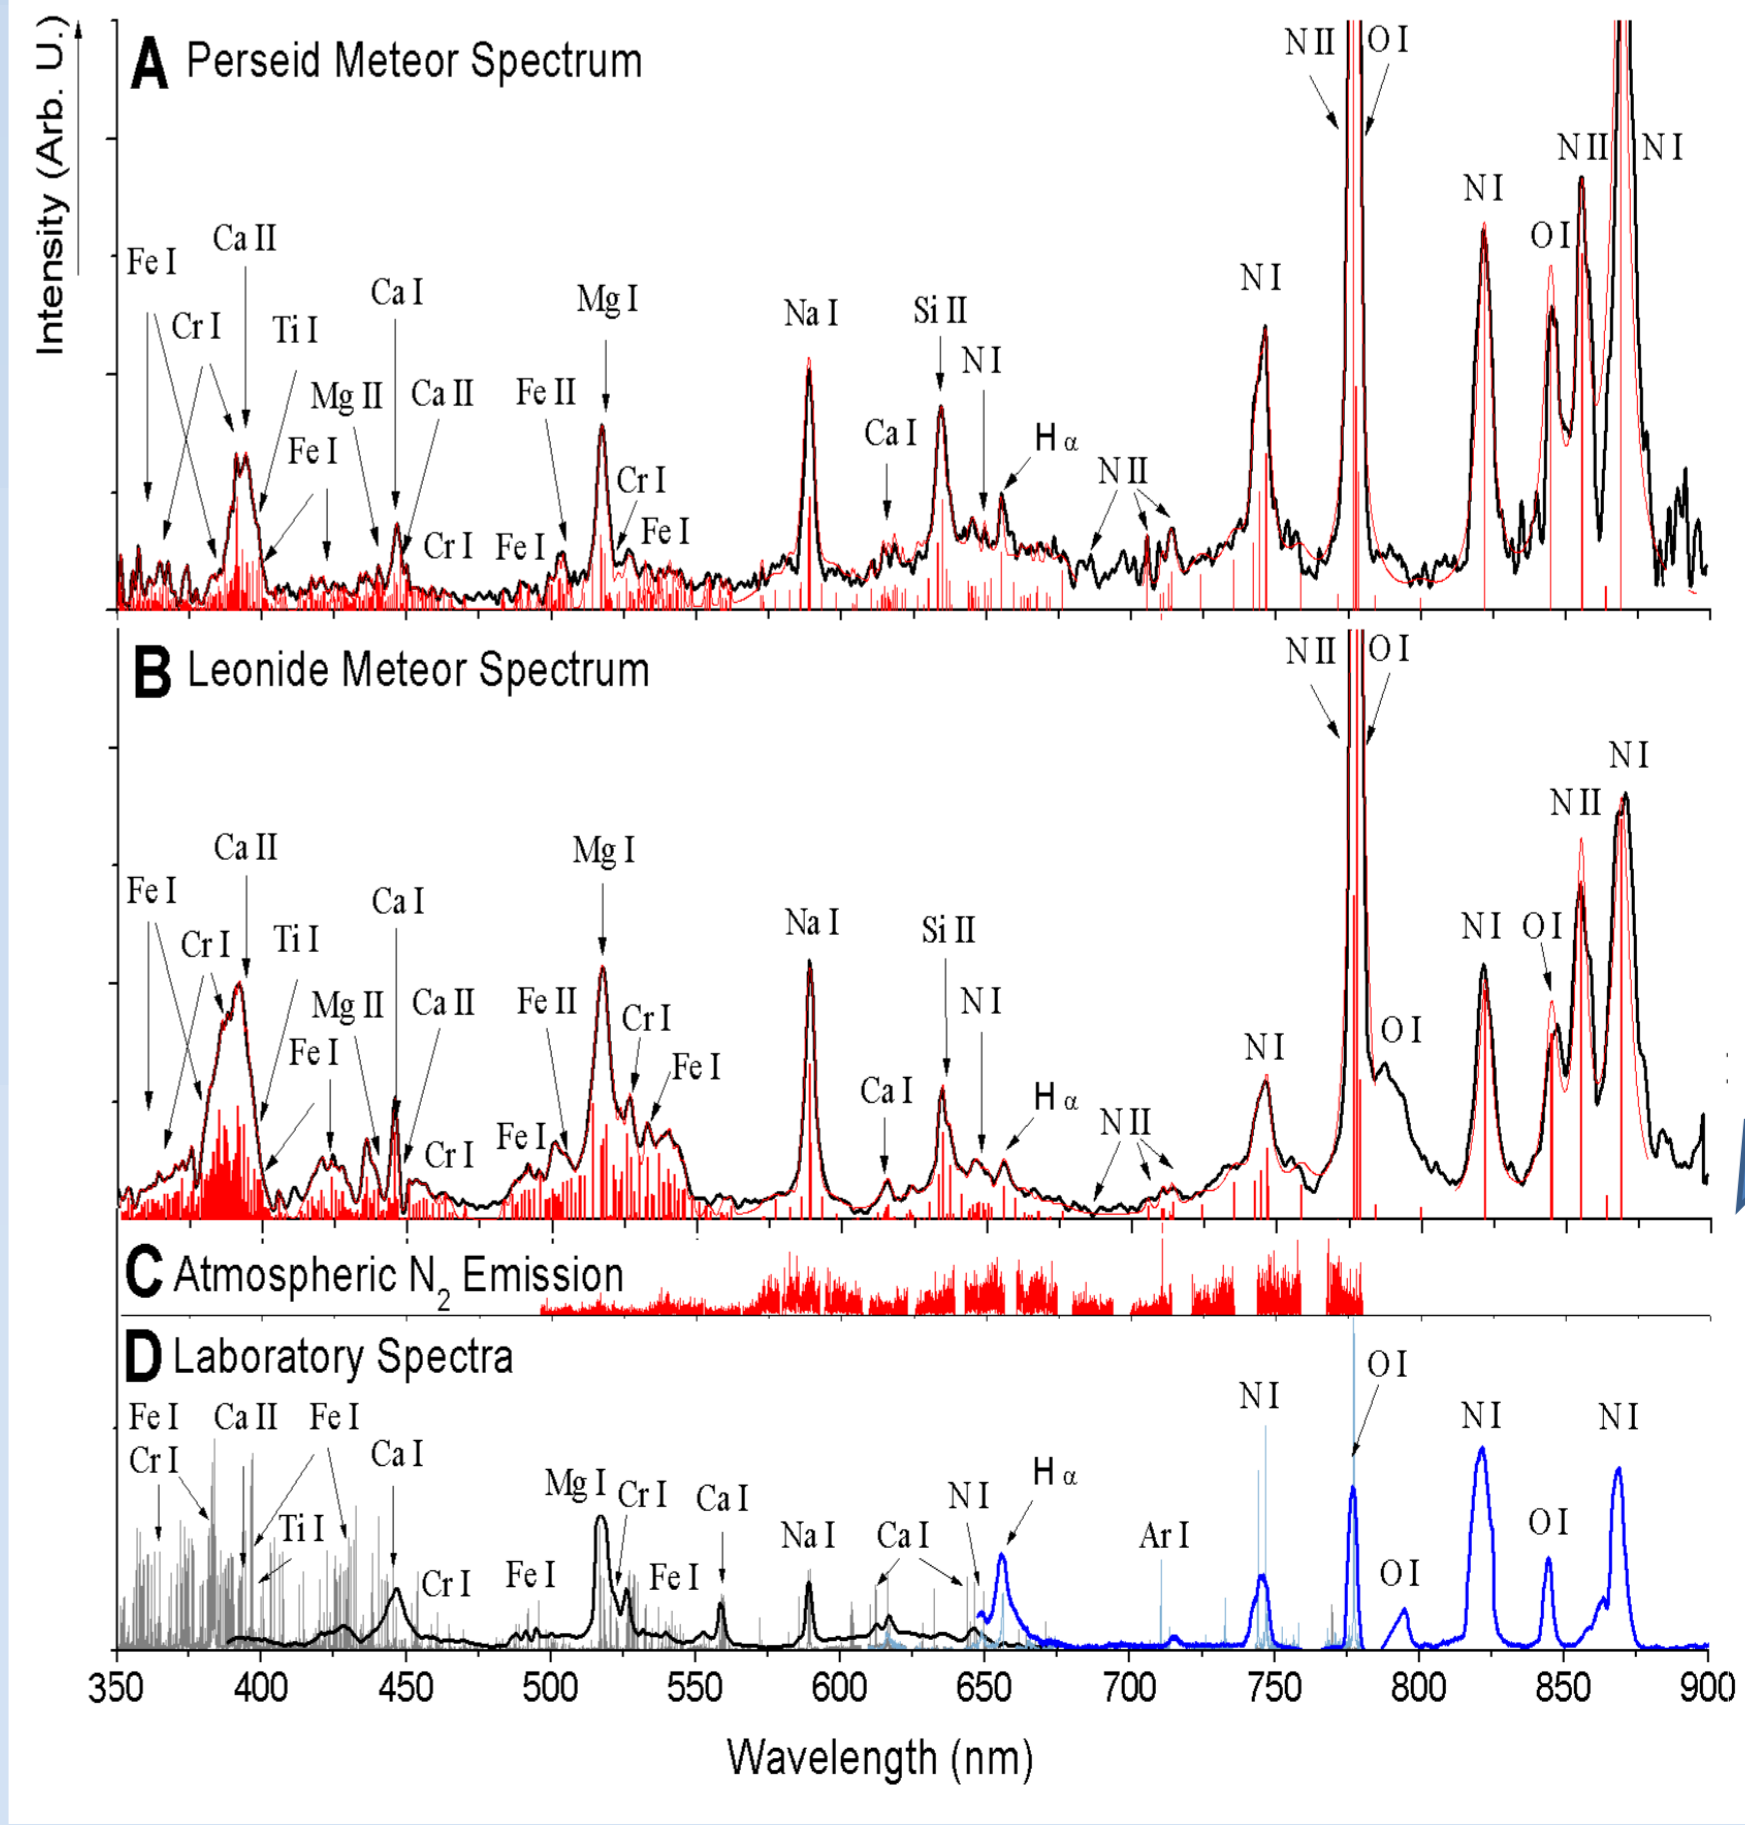 Intensity (Arb. U.)
A Perseid Meteor Spectrum
N II O I
N II N I
N I
O I
Ca II
Fe I
N I
Ca I
Mg I
Na I
Si II
Cr I
Ti I
N I
Mg II
Ca II
Fe II
Ca I
H α
Fe I
N II
Cr I
Cr I
Fe I
Fe I
B Leonide Meteor Spectrum
N II O I
N I
N II
Ca II
Mg I
Fe I
Ca I
Na I
Si II
N I O I
Cr I
Ti I
Mg II
Ca II
Fe II
N I
Cr I
O I
Fe I
N I
Fe I
Ca I
H α
N II
Cr I
Fe I
C Atmospheric N2 Emission
D Laboratory Spectra
O I
N I
Fe I Ca II Fe I
N I
N I
Cr I
Ca I
H α
Mg I Cr I Ca I
N I
Ti I
Na I
Ca I
Ar I
O I
Cr I
Fe I
Fe I
O I
350 400 450 500 550 600 650 700 750 800 850 900
Wavelength (nm)